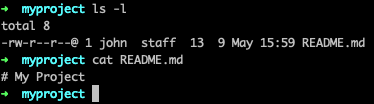 ➜  myproject ls -l
total 8
-rw-r--r--@ 1 john  staff  13  9 May 15:59 README.md
➜  myproject cat README.md
# My Project
➜  myproject